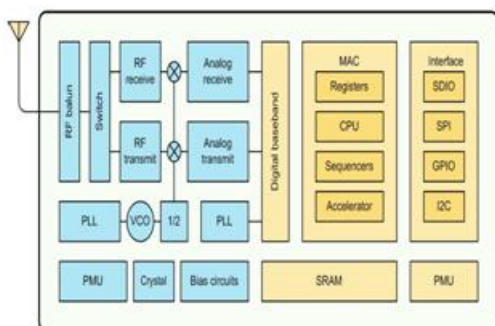 RF balun
Switch
RF
receive
Analog
receive
RF
transmit
Analog
transmit
PLL
VCO
1/2
PLL
Digital baseband
MAC
Registers
CPU
Sequencers
Accelerator
Interface
SDIO
SPI
GPIO
I2C
PMU
Crystal
Bias circuits
SRAM
PMU